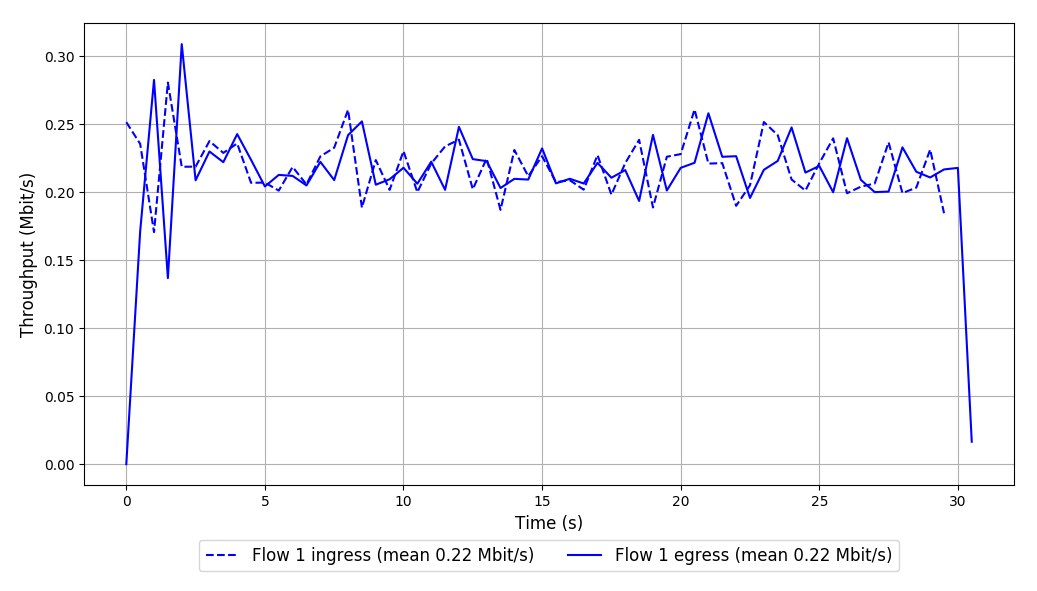 0.30
0.25
0.20
0.15
0.10
0.05
0.00
Throughput (Mbit/s)
0 5 10 15 20 25 30
Time (s)
Flow 1 ingress (mean 0.22 Mbit/s) Flow 1 egress (mean 0.22 Mbit/s)